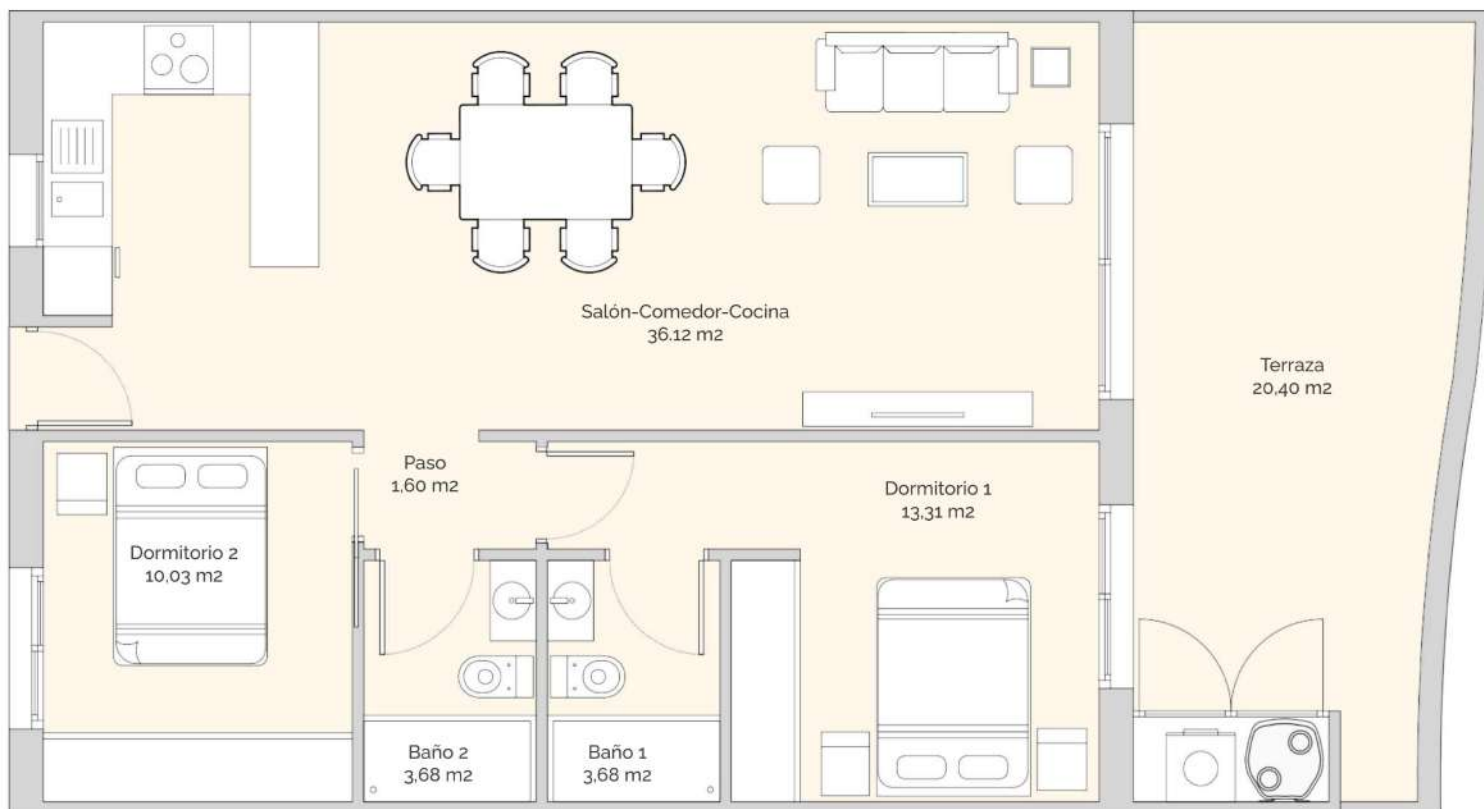 Salón-Comedor-Cocina
36.12 m2
Terraza
20,40 m2
Paso
1,60 m2
Dormitorio 1
13,31 m2
Dormitorio 2
10,03 m2
Baño 2
3,68 m2
Baño 1
3,68 m2